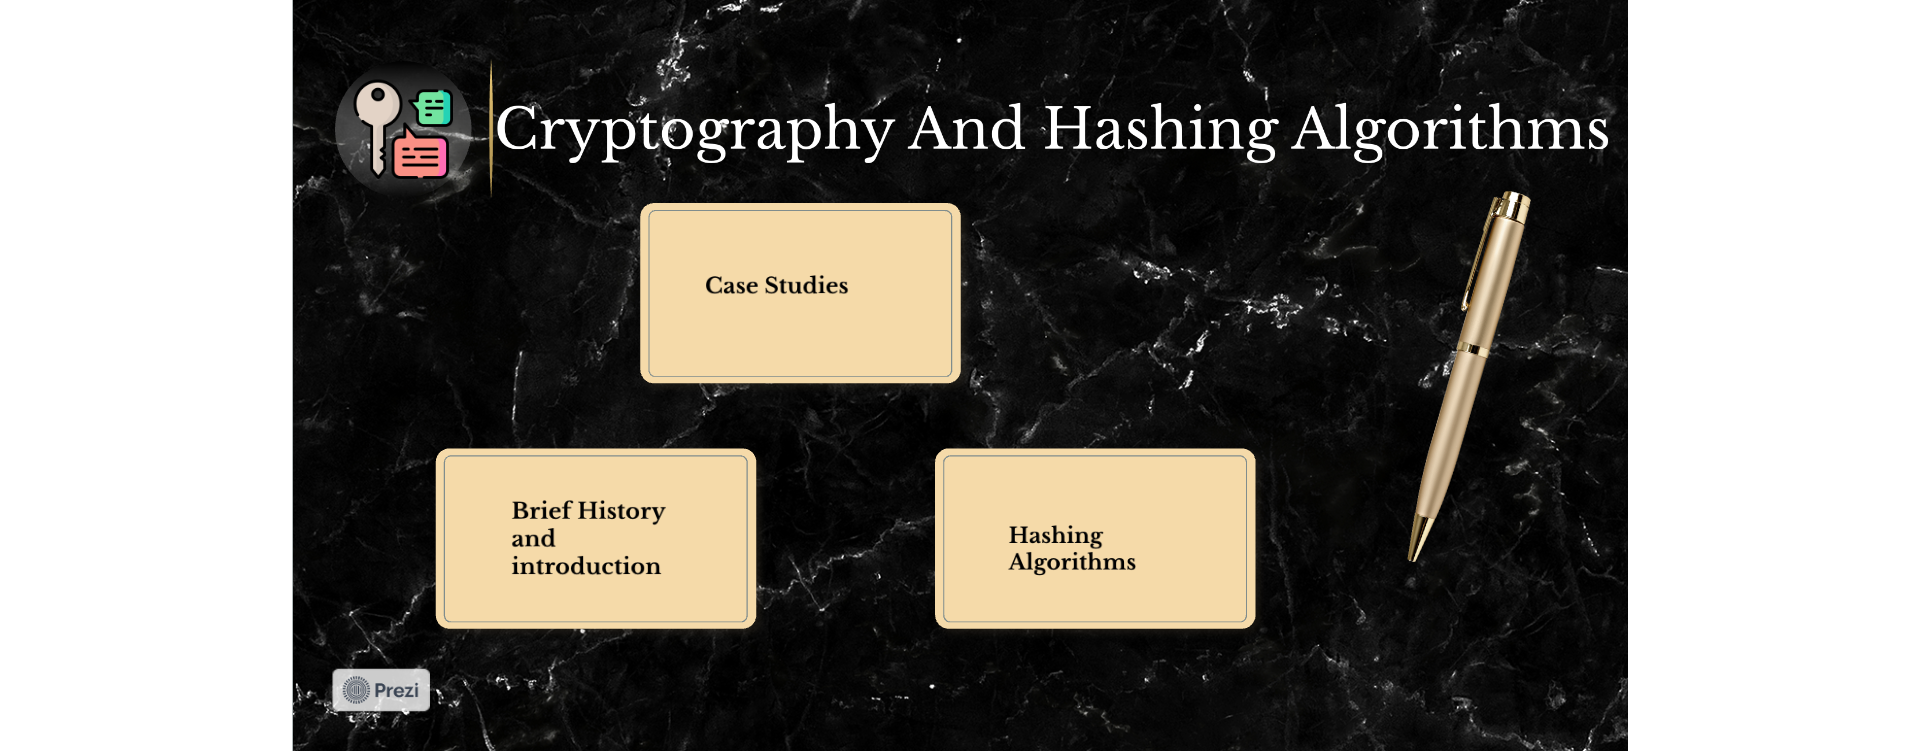 Cryptography And Hashing Algorithms
Case Studies
Brief History
and
introduction
Hashing
Algorithms
Prezi